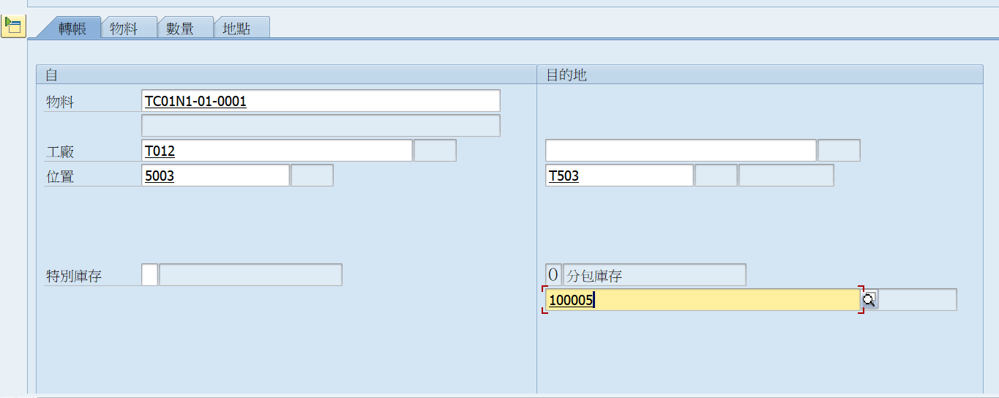 轉帳 物料 數量 地點
自 目的地
物料 TC01N1-01-0001
工廠 T012
位置 5003 T503
特別庫存 O 分包庫存
100005